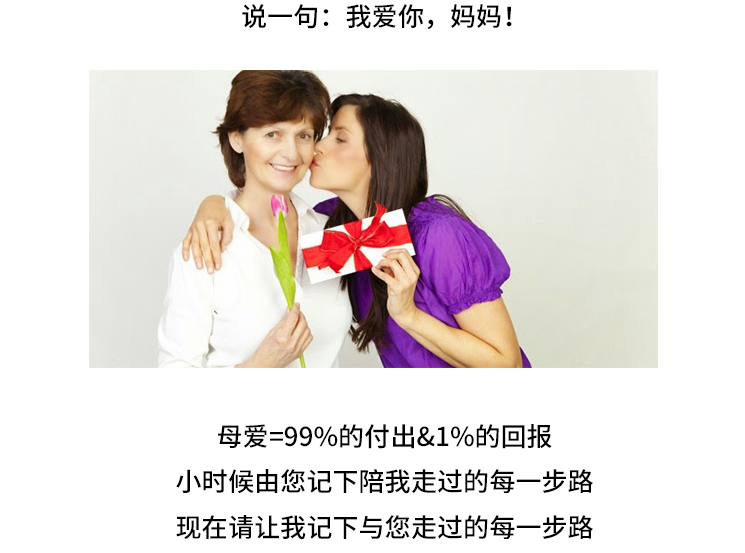 说一句：我爱你，妈妈！
母爱=99%的付出&1%的回报
小时候由您记下陪我走过的每一步路
现在请让我记下与您走过的每一步路